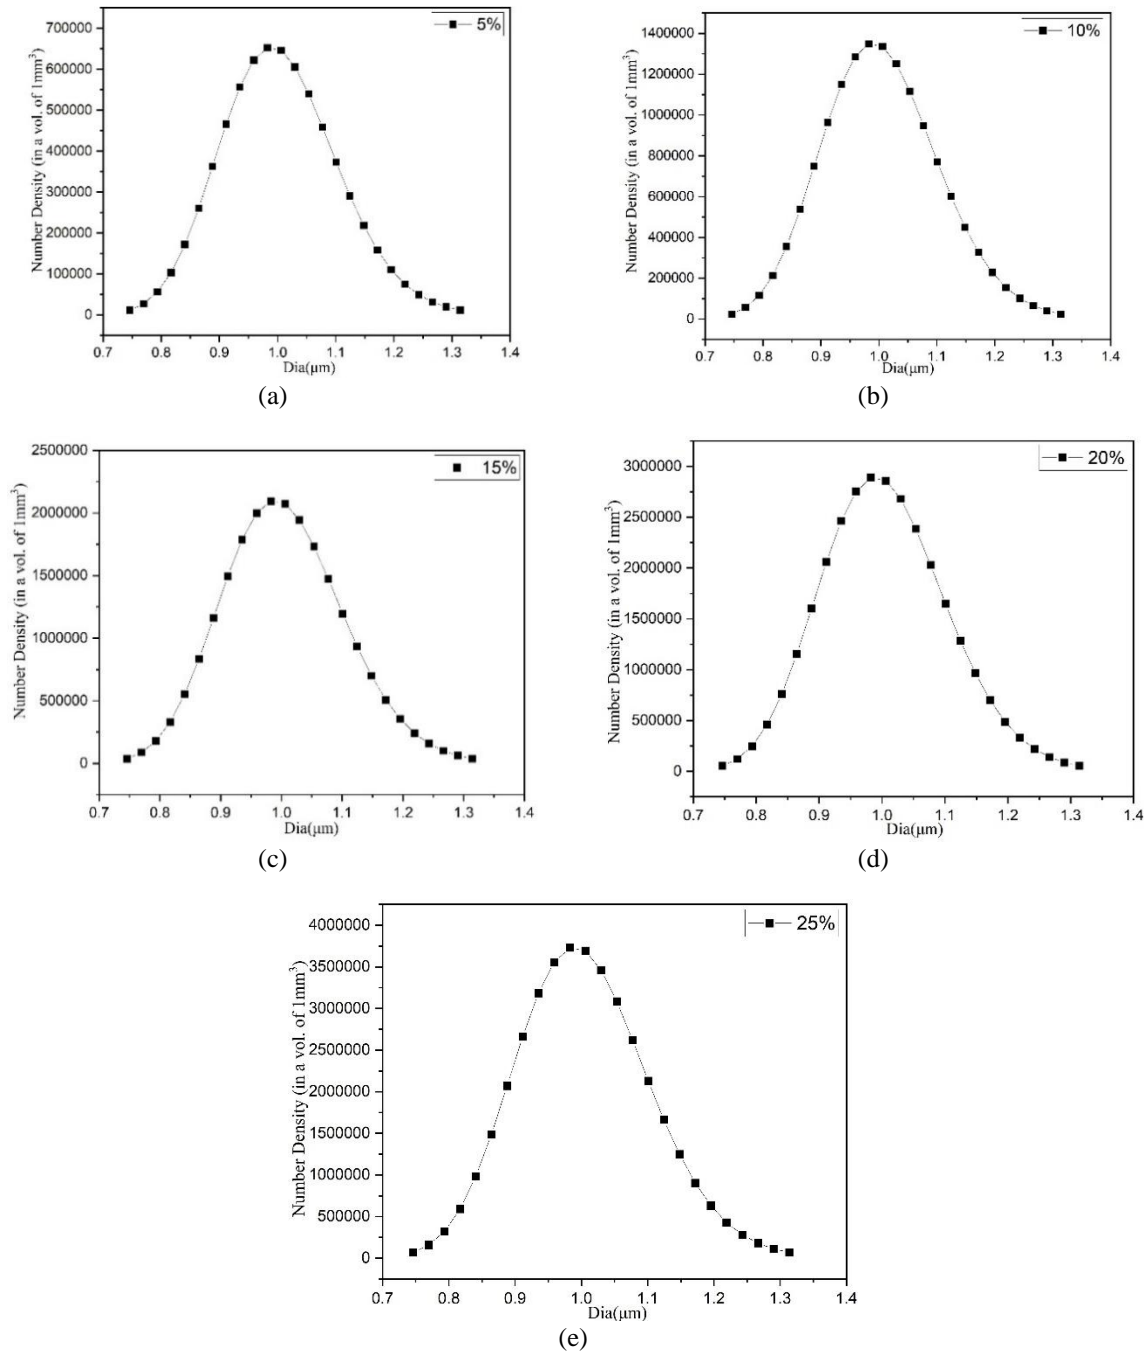 5%
700000
600000
500000
400000
300000
200000
100000
0
Number Density (in a vol. of 1mm³)
0.7 0.8 0.9 1.0 1.1 1.2 1.3 1.4
Dia(μm)
(a)
10%
1400000
1200000
1000000
800000
600000
400000
200000
0
Number Density (in a vol. of 1mm³)
0.7 0.8 0.9 1.0 1.1 1.2 1.3 1.4
Dia(μm)
(b)
15%
2500000
2000000
1500000
1000000
500000
0
Number Density (in a vol. of 1mm³)
0.7 0.8 0.9 1.0 1.1 1.2 1.3 1.4
Dia(μm)
(c)
20%
3000000
2500000
2000000
1500000
1000000
500000
0
Number Density (in a vol. of 1mm³)
0.7 0.8 0.9 1.0 1.1 1.2 1.3 1.4
Dia(μm)
(d)
25%
4000000
3500000
3000000
2500000
2000000
1500000
1000000
500000
0
Number Density (in a vol. of 1mm³)
0.7 0.8 0.9 1.0 1.1 1.2 1.3 1.4
Dia(μm)
(e)